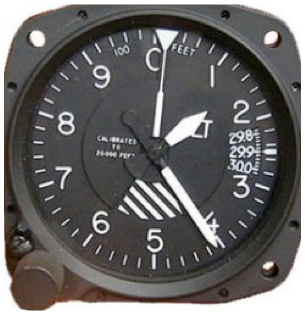 100 FEET
0
9 1
8 2
ALT
CALIBRATED
TO
20,000 FEET
29.8
29.9
30.0
7 3
6 4
5